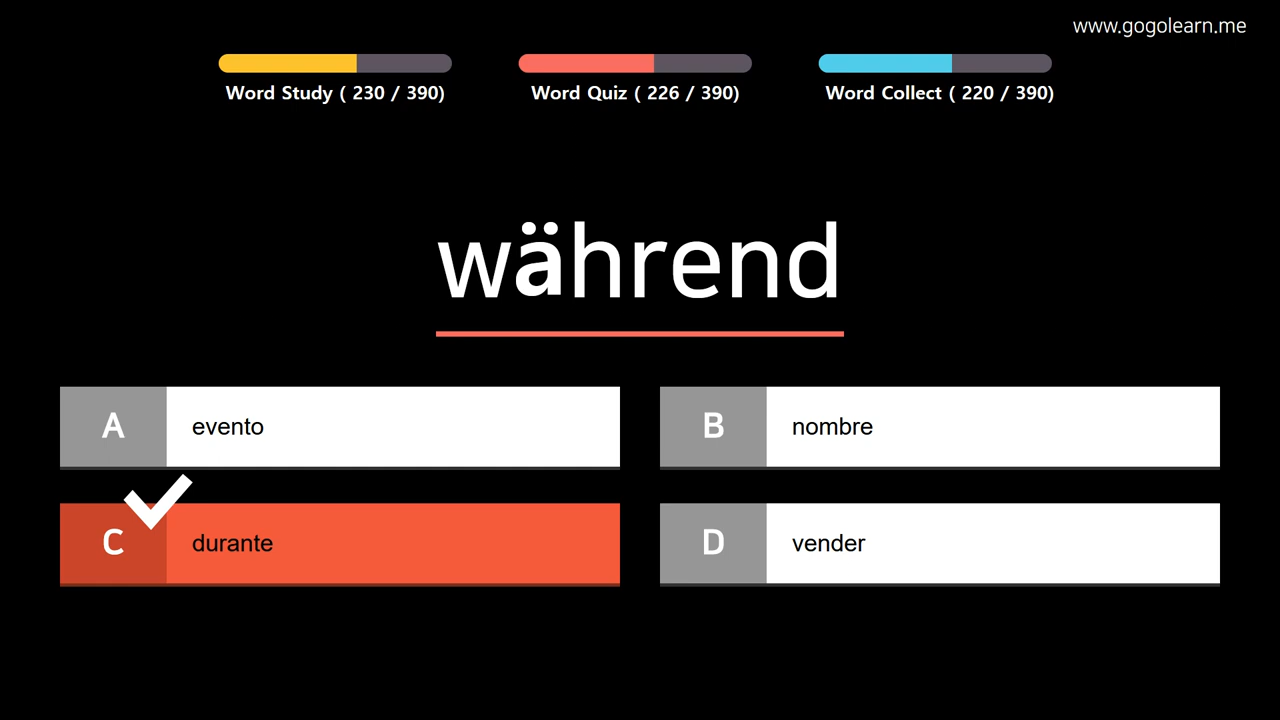 www.gogolearn.me
Word Study ( 230 / 390)
Word Quiz ( 226 / 390)
Word Collect ( 220 / 390)
während
A evento
B nombre
C durante
D vender